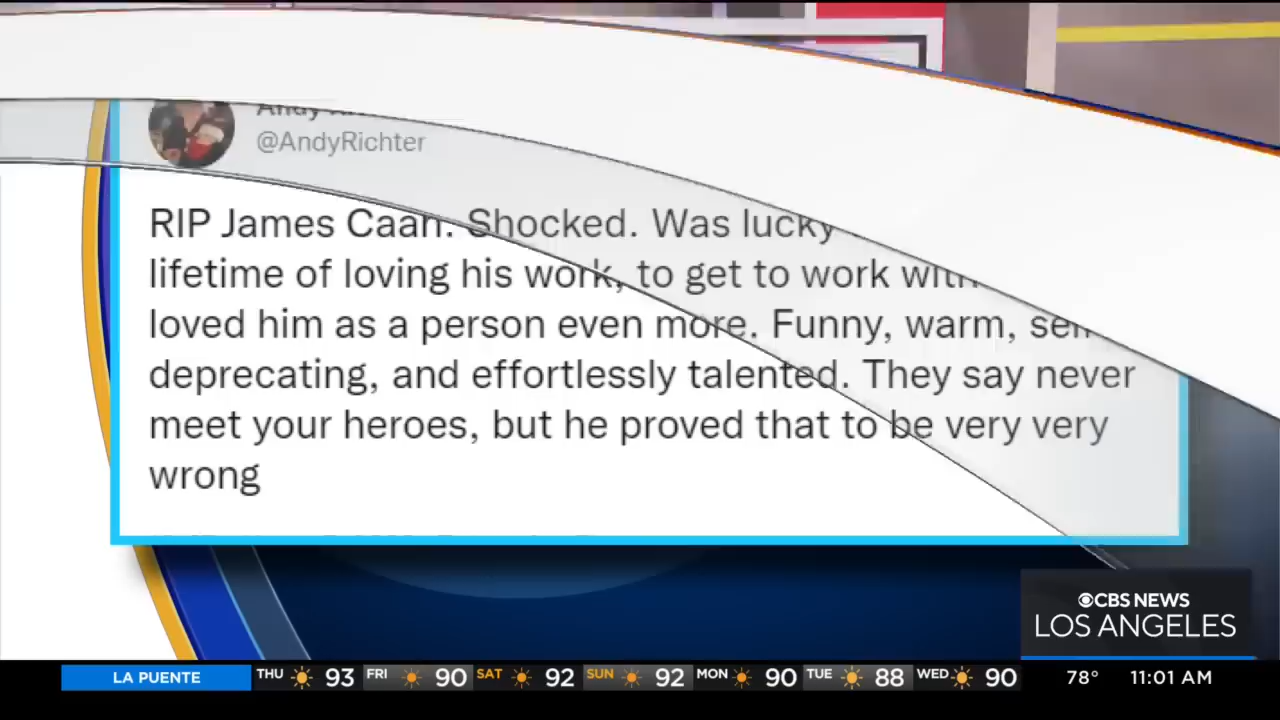 Andy
@AndyRichter
RIP James Caan. Shocked. Was lucky
lifetime of loving his work, to get to work with
loved him as a person even more. Funny, warm,
deprecating, and effortlessly talented. They say never
meet your heroes, but he proved that to be very very
wrong
CBS NEWS
LOS ANGELES
LA PUENTE THU 93 FRI 90 SAT 92 SUN 92 MON 90 TUE 88 WED 90 78° 11:01 AM